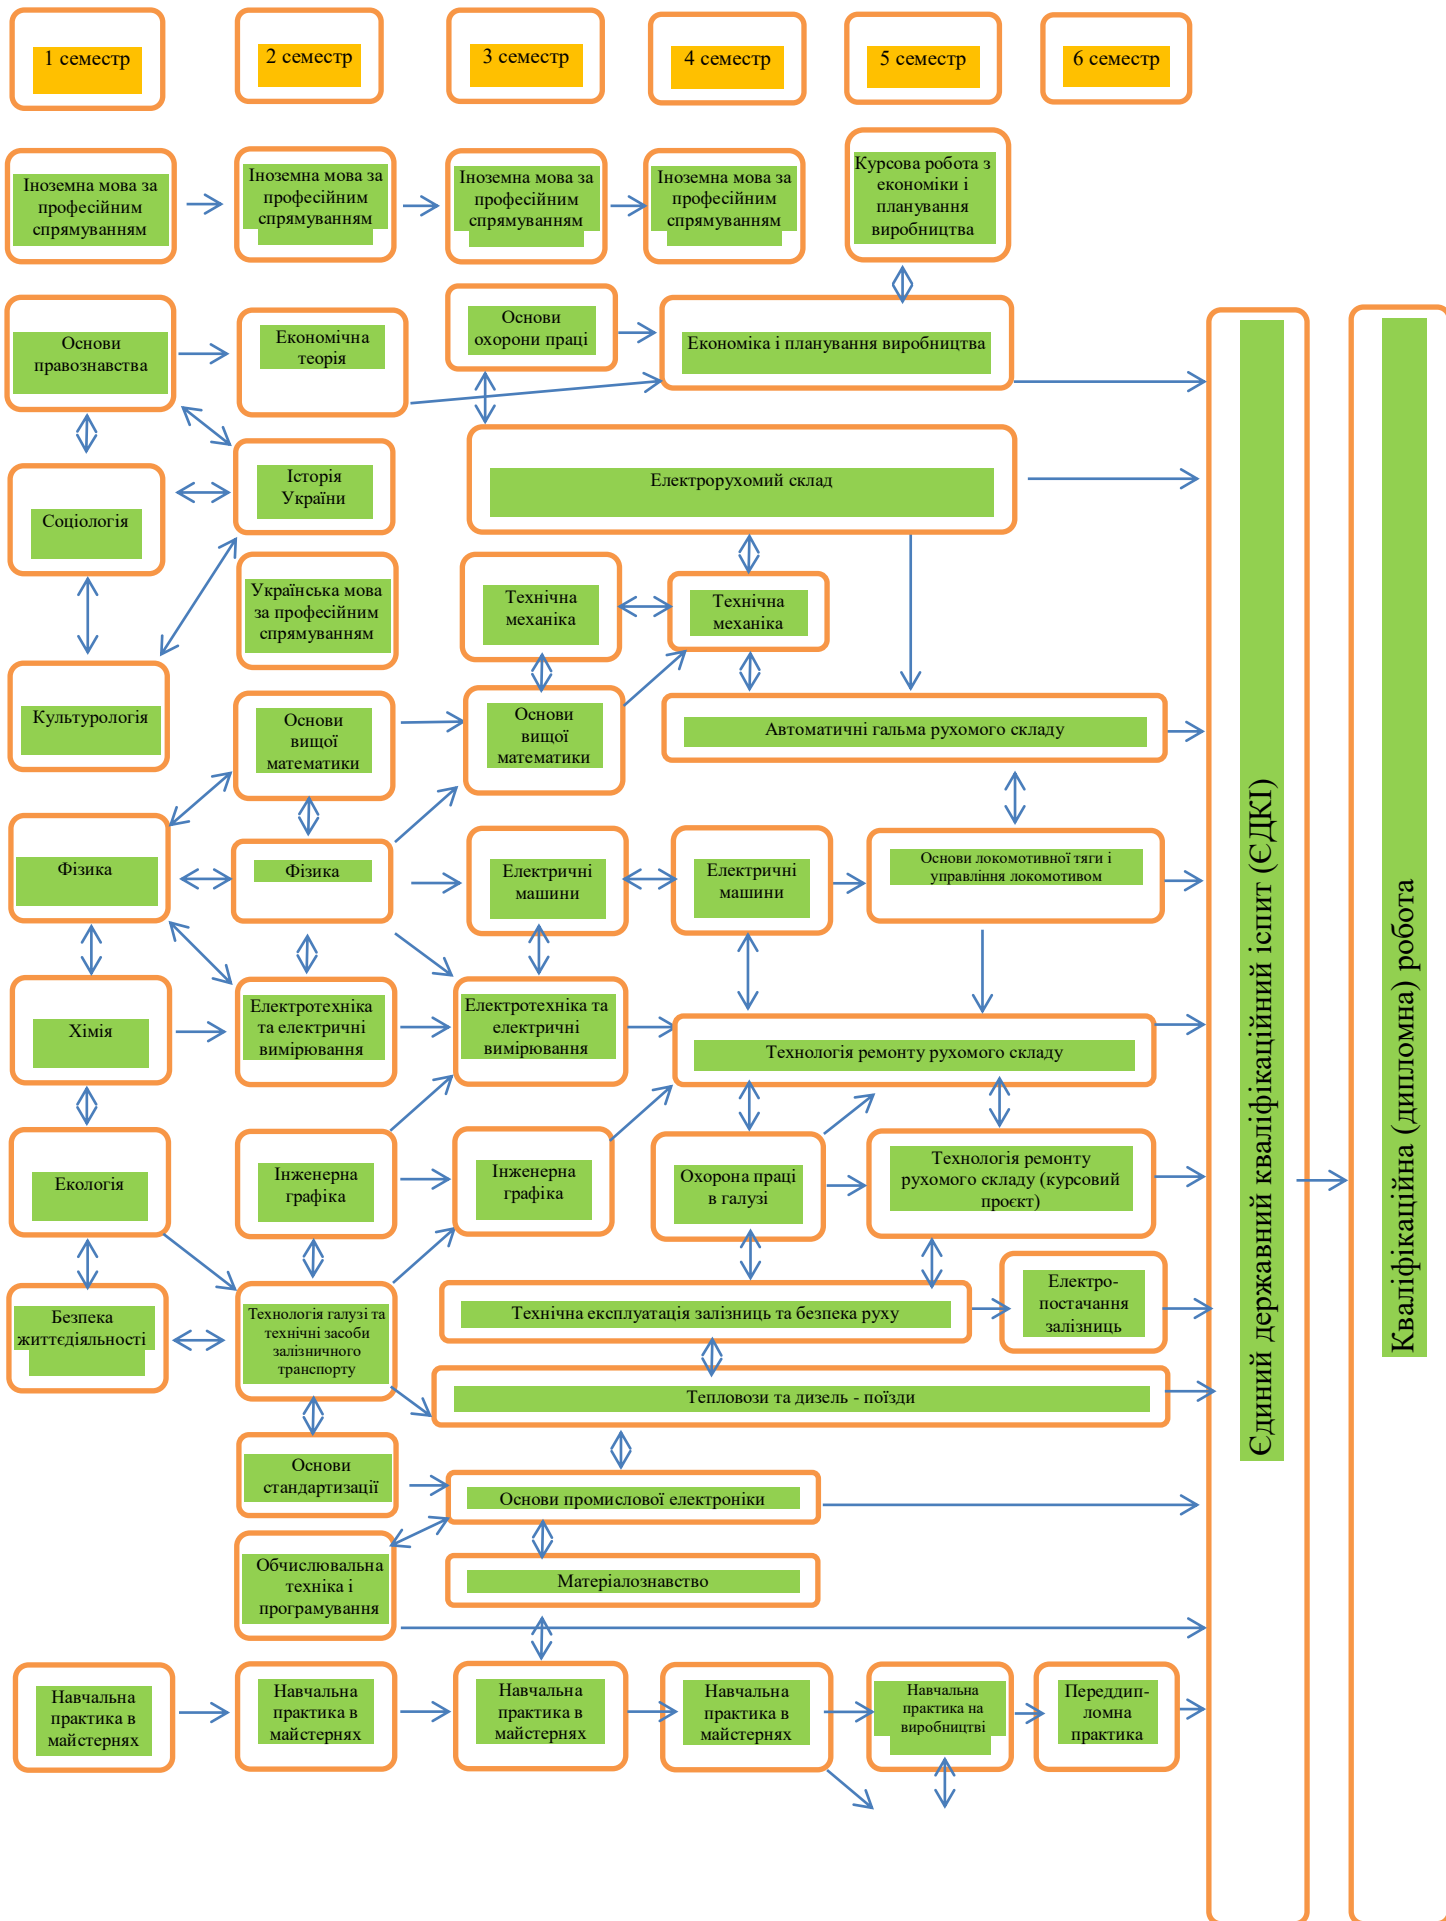 1 семестр
2 семестр
3 семестр
4 семестр
5 семестр
6 семестр
Іноземна мова за
професійним
спрямуванням
Іноземна мова за
професійним
спрямуванням
Іноземна мова за
професійним
спрямуванням
Іноземна мова за
професійним
спрямуванням
Курсова робота з
економіки і
планування
виробництва
Основи
правознавства
Економічна
теорія
Основи
охорони праці
Економіка і планування виробництва
Соціологія
Історія
України
Електрорухомий склад
Українська мова
за професійним
спрямуванням
Технічна
механіка
Технічна
механіка
Культурологія
Основи
вищої
математики
Основи
вищої
математики
Автоматичні гальма рухомого складу
Фізика
Фізика
Електричні
машини
Електричні
машини
Основи локомотивної тяги і
управління локомотивом
Хімія
Електротехніка
та електричні
вимірювання
Електротехніка та
електричні
вимірювання
Технологія ремонту рухомого складу
Екологія
Інженерна
графіка
Інженерна
графіка
Охорона праці
в галузі
Технологія ремонту
рухомого складу (курсовий
проєкт)
Безпека
життєдіяльності
Технологія галузі та
технічні засоби
залізничного
транспорту
Технічна експлуатація залізниць та безпека руху
Електро-
постачання
залізниць
Тепловози та дизель - поїзди
Основи
стандартизації
Основи промислової електроніки
Обчислювальна
техніка і
програмування
Матеріалознавство
Навчальна
практика в
майстернях
Навчальна
практика в
майстернях
Навчальна
практика в
майстернях
Навчальна
практика в
майстернях
Навчальна
практика на
виробництві
Переддип-
ломна
практика
Єдиний державний кваліфікаційний іспит (ЄДКІ)
Кваліфікаційна (дипломна) робота